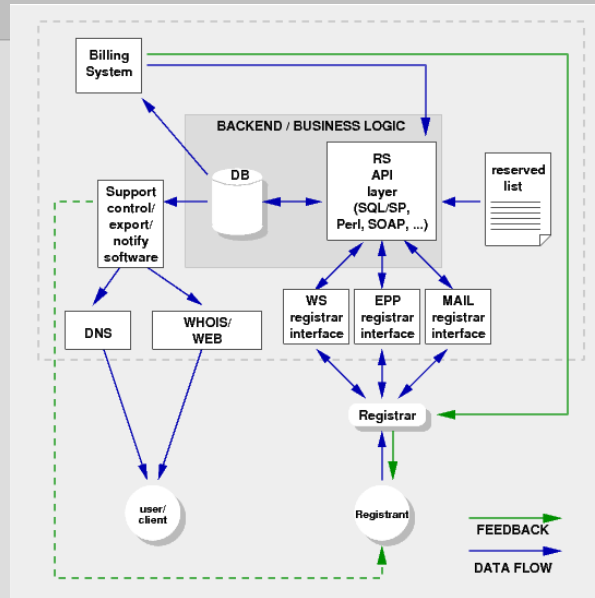 Billing
System
BACKEND / BUSINESS LOGIC
DB
RS
API
layer
(SQL/SP,
Perl, SOAP, ...)
reserved
list
Support
control/
export/
notify
software
DNS
WHOIS/
WEB
WS
registrar
interface
EPP
registrar
interface
MAIL
registrar
interface
Registrar
user/
client
Registrant
FEEDBACK
DATA FLOW